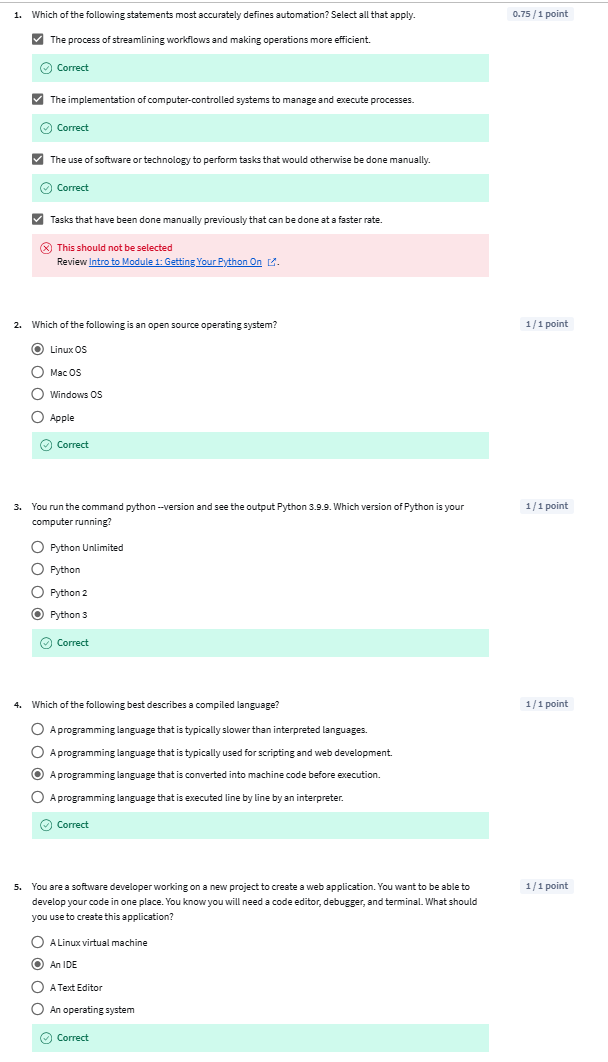 1. Which of the following statements most accurately defines automation? Select all that apply.
0.75 / 1 point
The process of streamlining workflows and making operations more efficient.
Correct
The implementation of computer-controlled systems to manage and execute processes.
Correct
The use of software or technology to perform tasks that would otherwise be done manually.
Correct
Tasks that have been done manually previously that can be done at a faster rate.
This should not be selected
Review Intro to Module 1: Getting Your Python On.
2. Which of the following is an open source operating system?
1 / 1 point
Linux OS
Mac OS
Windows OS
Apple
Correct
3. You run the command python --version and see the output Python 3.9.9. Which version of Python is your
computer running?
1 / 1 point
Python Unlimited
Python
Python 2
Python 3
Correct
4. Which of the following best describes a compiled language?
1 / 1 point
A programming language that is typically slower than interpreted languages.
A programming language that is typically used for scripting and web development.
A programming language that is converted into machine code before execution.
A programming language that is executed line by line by an interpreter.
Correct
5. You are a software developer working on a new project to create a web application. You want to be able to
develop your code in one place. You know you will need a code editor, debugger, and terminal. What should
you use to create this application?
1 / 1 point
A Linux virtual machine
An IDE
A Text Editor
An operating system
Correct